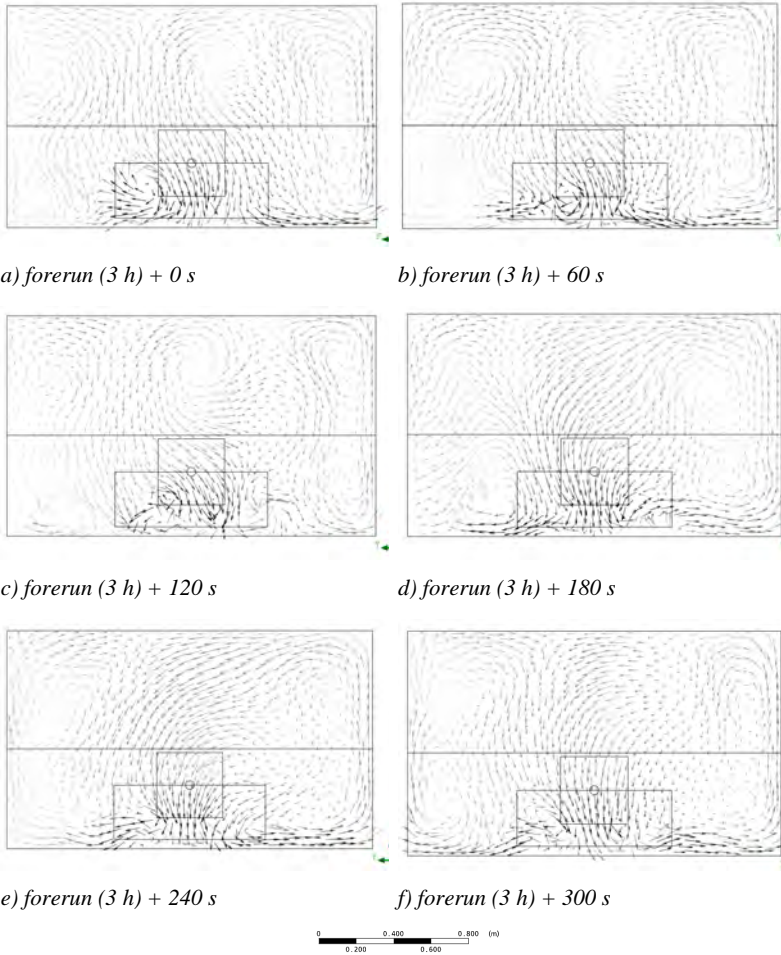 a) forerun (3 h) + 0 s
b) forerun (3 h) + 60 s
c) forerun (3 h) + 120 s
d) forerun (3 h) + 180 s
e) forerun (3 h) + 240 s
f) forerun (3 h) + 300 s
0 0.400 0.800 (m)
0.200 0.600